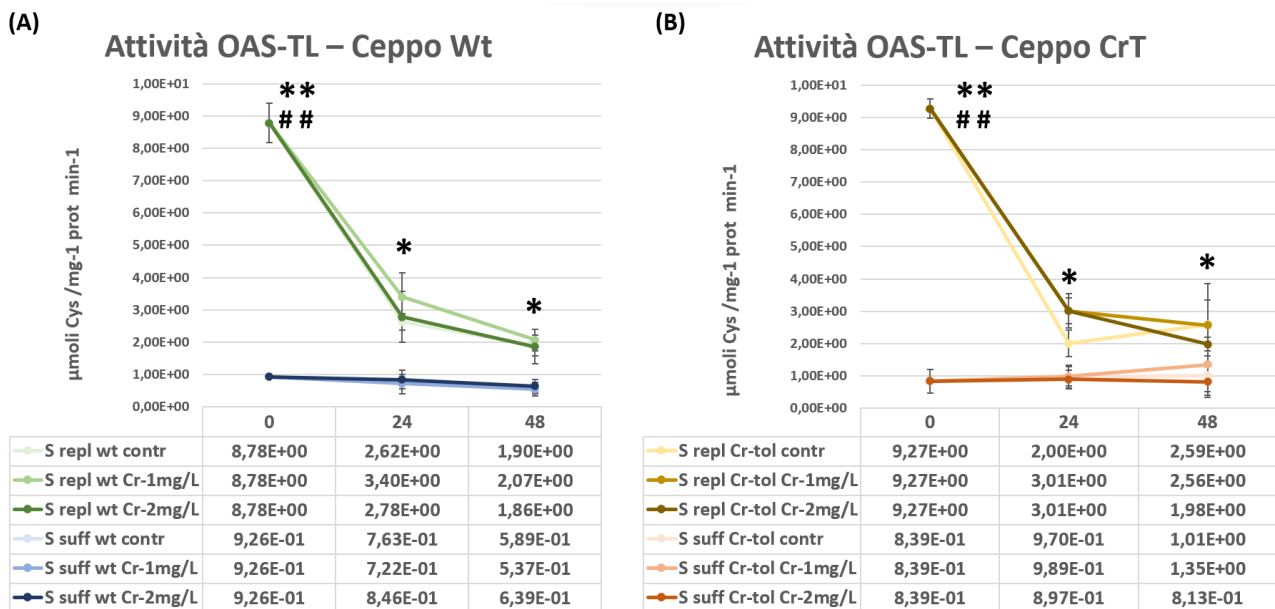 (A)
Attività OAS-TL – Ceppo Wt
µmoli Cys /mg-1 prot min-1
1,00E+01
9,00E+00
8,00E+00
7,00E+00
6,00E+00
5,00E+00
4,00E+00
3,00E+00
2,00E+00
1,00E+00
0,00E+00
**
##
*
*
0 24 48
S repl wt contr 8,78E+00 2,62E+00 1,90E+00
S repl wt Cr-1mg/L 8,78E+00 3,40E+00 2,07E+00
S repl wt Cr-2mg/L 8,78E+00 2,78E+00 1,86E+00
S suff wt contr 9,26E-01 7,63E-01 5,89E-01
S suff wt Cr-1mg/L 9,26E-01 7,22E-01 5,37E-01
S suff wt Cr-2mg/L 9,26E-01 8,46E-01 6,39E-01
(B)
Attività OAS-TL – Ceppo CrT
µmoli Cys /mg-1 prot min-1
1,00E+01
9,00E+00
8,00E+00
7,00E+00
6,00E+00
5,00E+00
4,00E+00
3,00E+00
2,00E+00
1,00E+00
0,00E+00
**
##
*
*
0 24 48
S repl Cr-tol contr 9,27E+00 2,00E+00 2,59E+00
S repl Cr-tol Cr-1mg/L 9,27E+00 3,01E+00 2,56E+00
S repl Cr-tol Cr-2mg/L 9,27E+00 3,01E+00 1,98E+00
S suff Cr-tol contr 8,39E-01 9,70E-01 1,01E+00
S suff Cr-tol Cr-1mg/L 8,39E-01 9,89E-01 1,35E+00
S suff Cr-tol Cr-2mg/L 8,39E-01 8,97E-01 8,13E-01